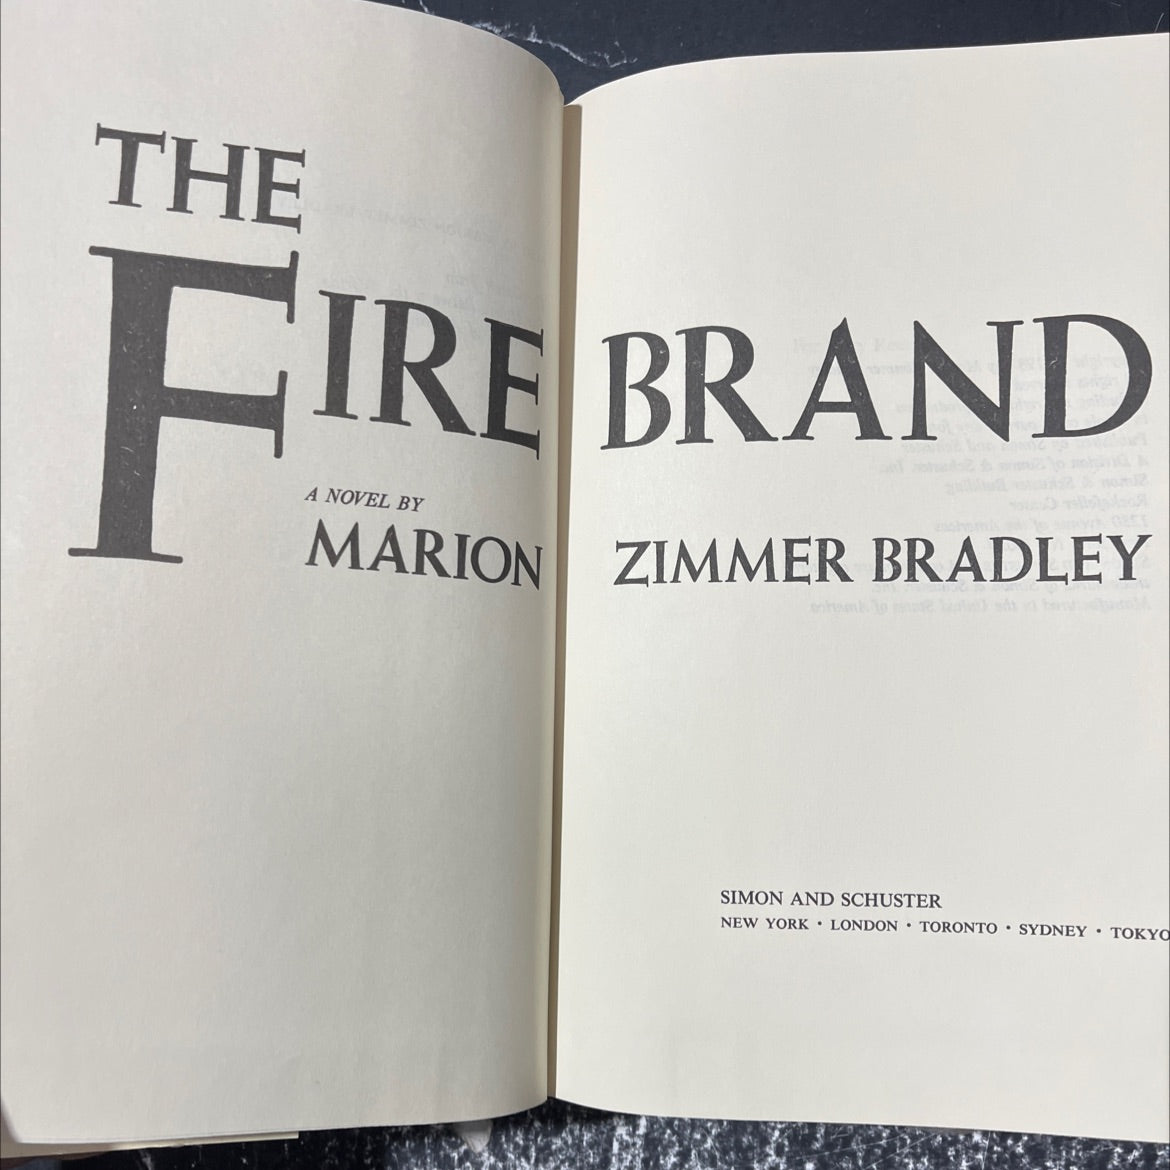 THE
FIRE BRAND
A NOVEL BY
MARION ZIMMER BRADLEY
SIMON AND SCHUSTER
NEW YORK • LONDON • TORONTO • SYDNEY • TOKYO